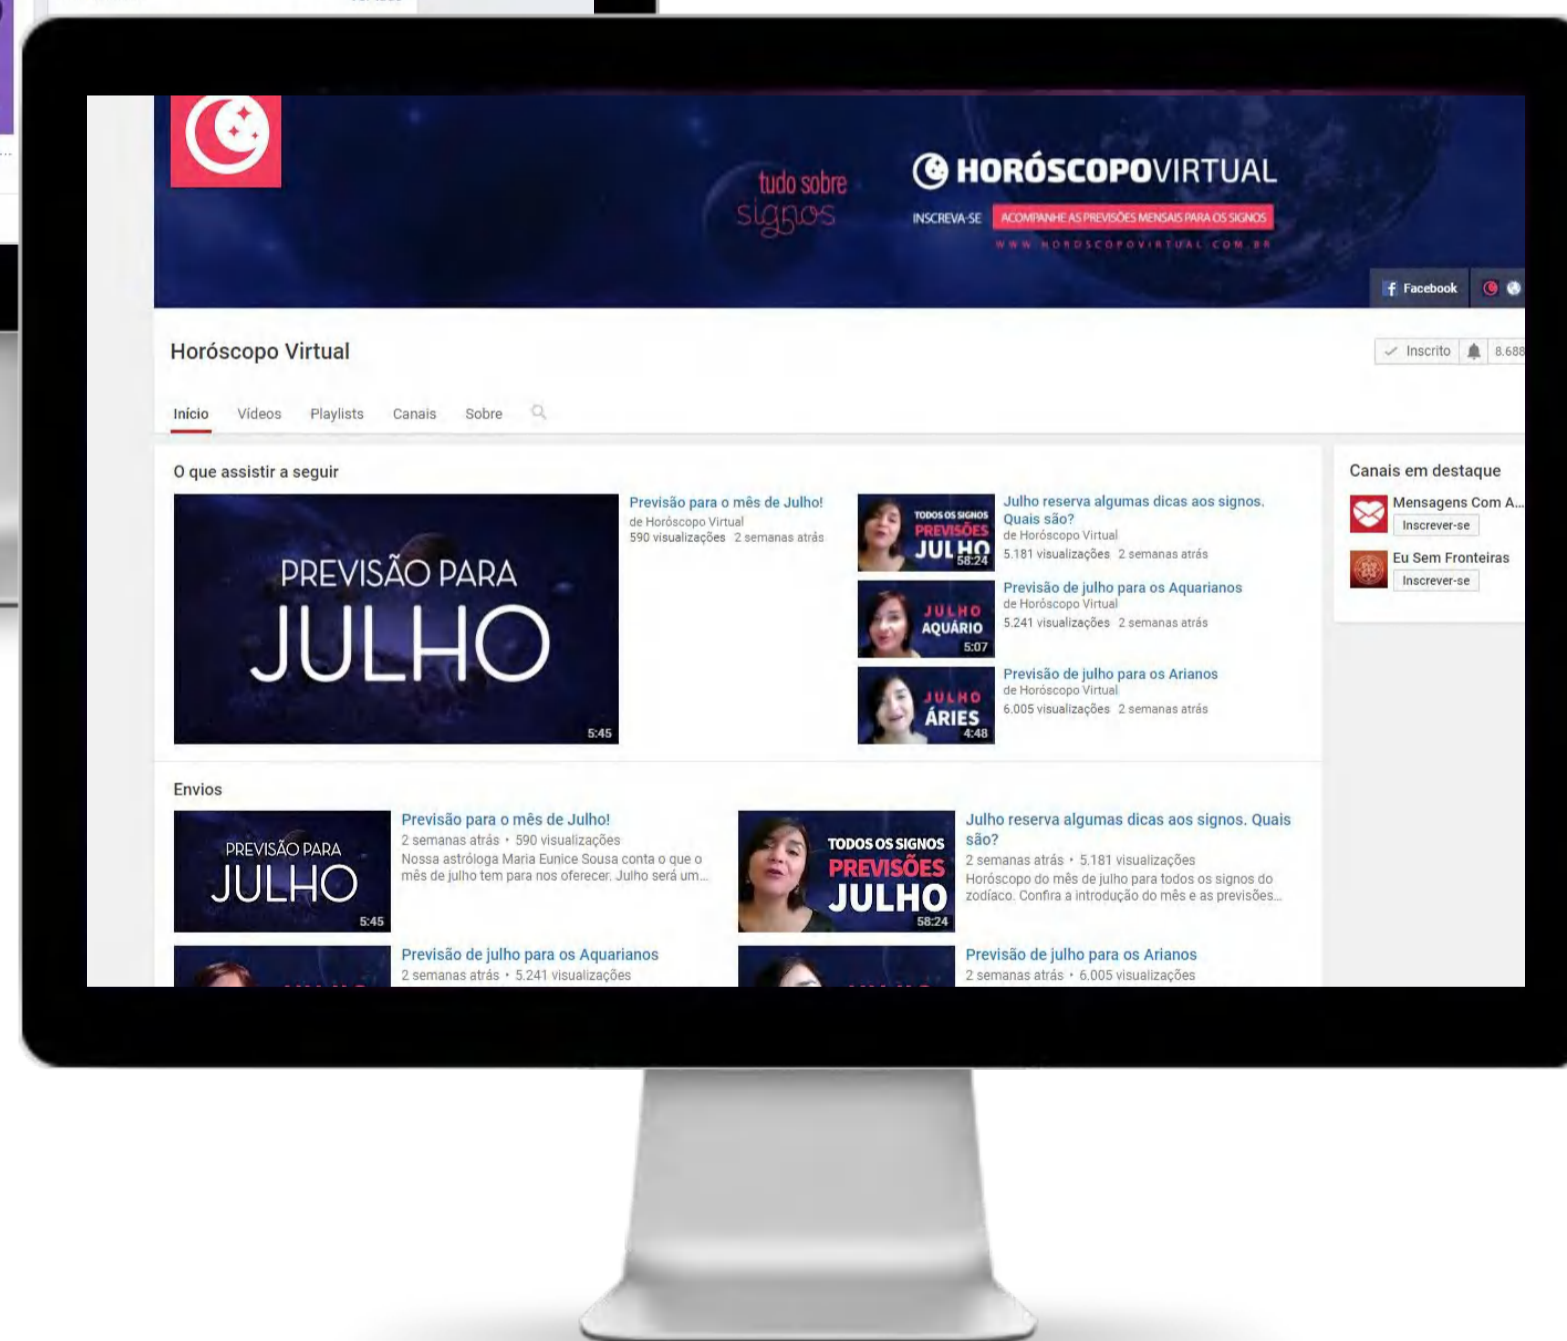 tudo sobre
signos
HORÓSCOPOVIRTUAL
INSCREVA-SE ACOMPANHE AS PREVISÕES MENSAIS PARA OS SIGNOS
WWW.HOROSCOPOVIRTUAL.COM.BR
Facebook
Horóscopo Virtual
Inscrito 8.688
Início Vídeos Playlists Canais Sobre
O que assistir a seguir
PREVISÃO PARA
JULHO
5:45
Previsão para o mês de Julho!
de Horóscopo Virtual
590 visualizações 2 semanas atrás
TODOS OS SIGNOS
PREVISÕES
JULHO
58:24
Julho reserva algumas dicas aos signos.
Quais são?
de Horóscopo Virtual
5.181 visualizações 2 semanas atrás
JULHO
AQUÁRIO
5:07
Previsão de julho para os Aquarianos
de Horóscopo Virtual
5.241 visualizações 2 semanas atrás
JULHO
ÁRIES
4:48
Previsão de julho para os Arianos
de Horóscopo Virtual
6.005 visualizações 2 semanas atrás
Canais em destaque
Mensagens Com A...
Inscrever-se
Eu Sem Fronteiras
Inscrever-se
Envios
PREVISÃO PARA
JULHO
5:45
Previsão para o mês de Julho!
2 semanas atrás • 590 visualizações
Nossa astróloga Maria Eunice Sousa conta o que o
mês de julho tem para nos oferecer. Julho será um...
TODOS OS SIGNOS
PREVISÕES
JULHO
58:24
Julho reserva algumas dicas aos signos. Quais
são?
2 semanas atrás • 5.181 visualizações
Horóscopo do mês de julho para todos os signos do
zodíaco. Confira a introdução do mês e as previsões...
Previsão de julho para os Aquarianos
2 semanas atrás • 5.241 visualizações
Previsão de julho para os Arianos
2 semanas atrás • 6.005 visualizações